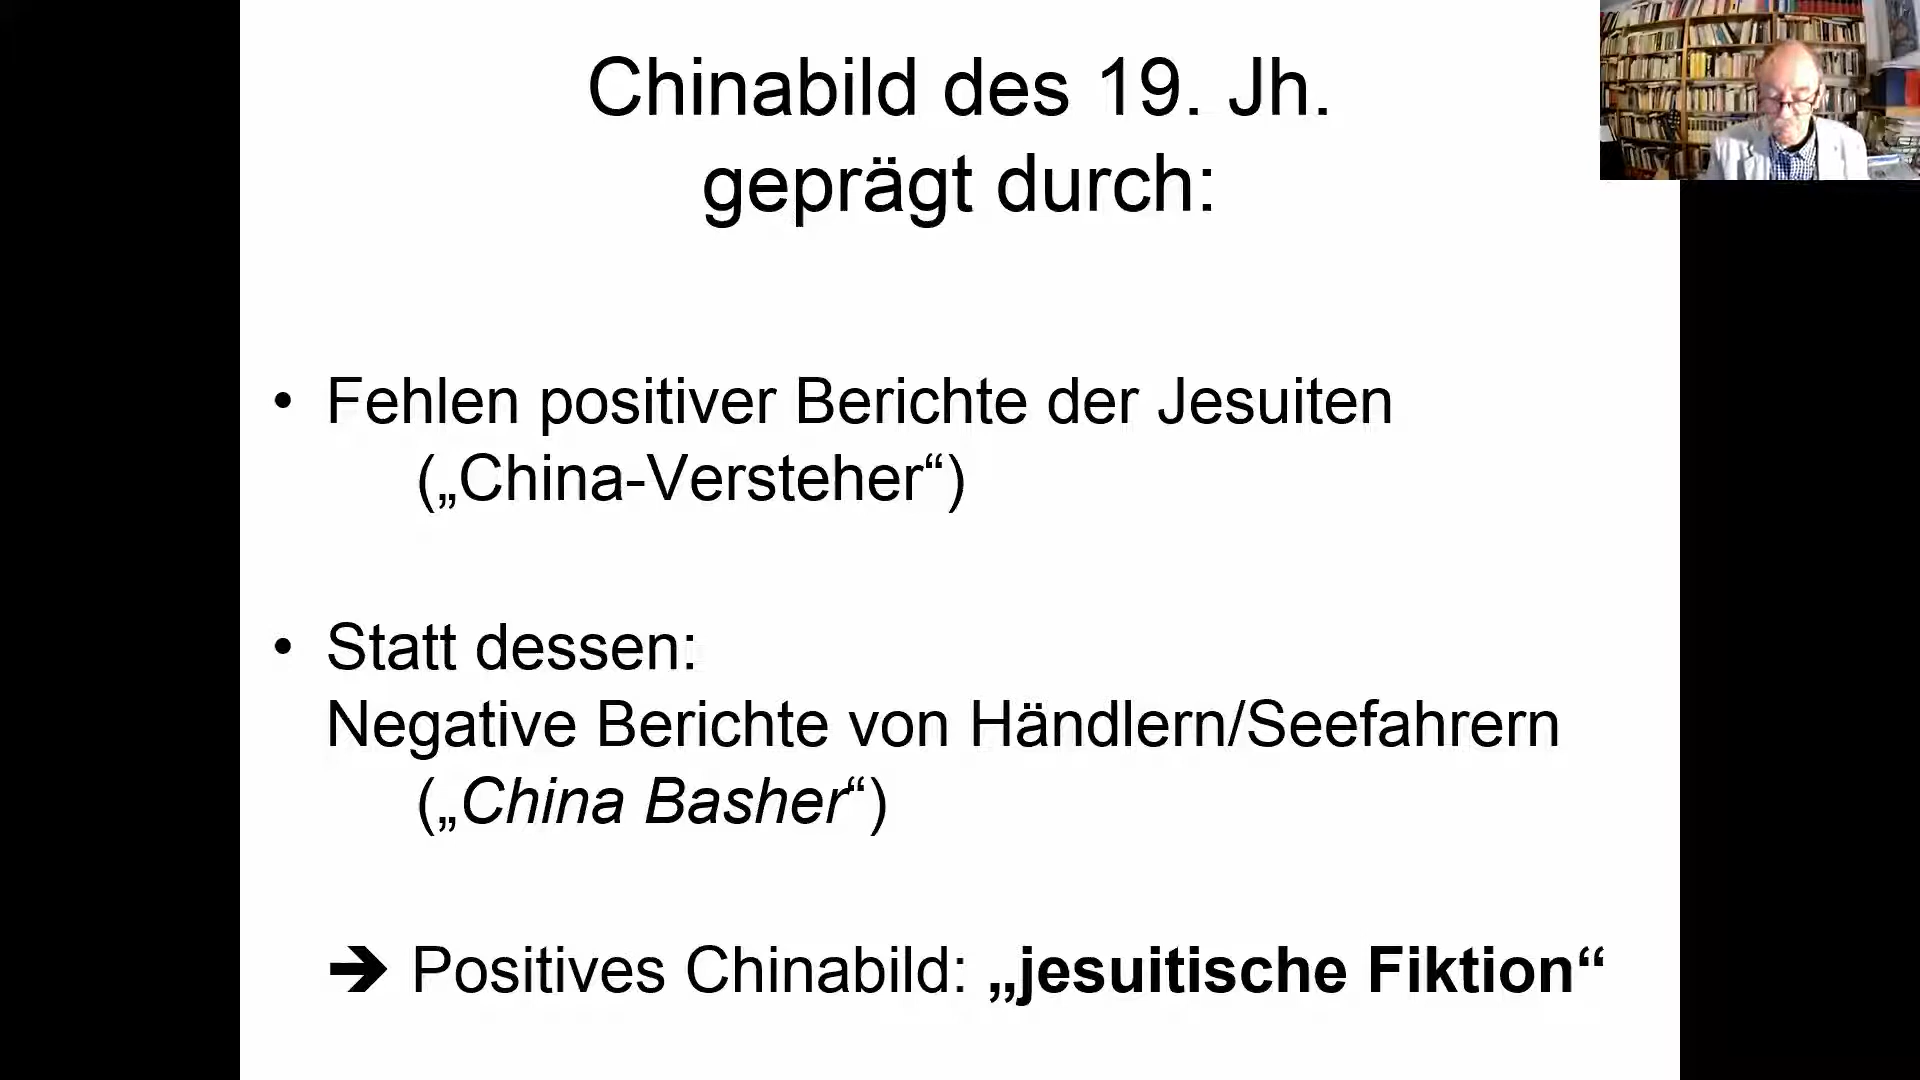 Chinabild des 19. Jh.
geprägt durch:
• Fehlen positiver Berichte der Jesuiten
(„China-Versteher“)
• Statt dessen:
Negative Berichte von Händlern/Seefahrern
(„China Basher“)
➔ Positives Chinabild: „jesuitische Fiktion“